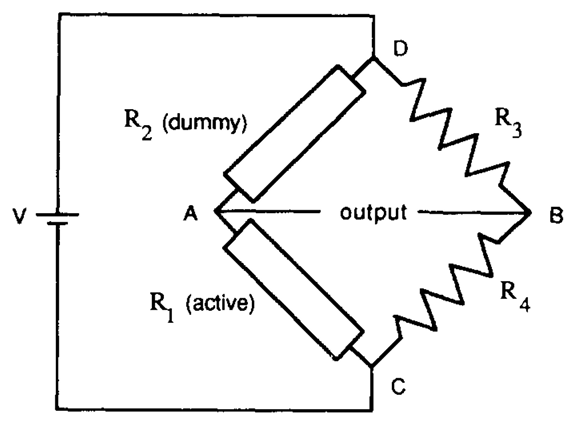 D
R2 (dummy)
R3
V
A
output
B
R1 (active)
R4
C